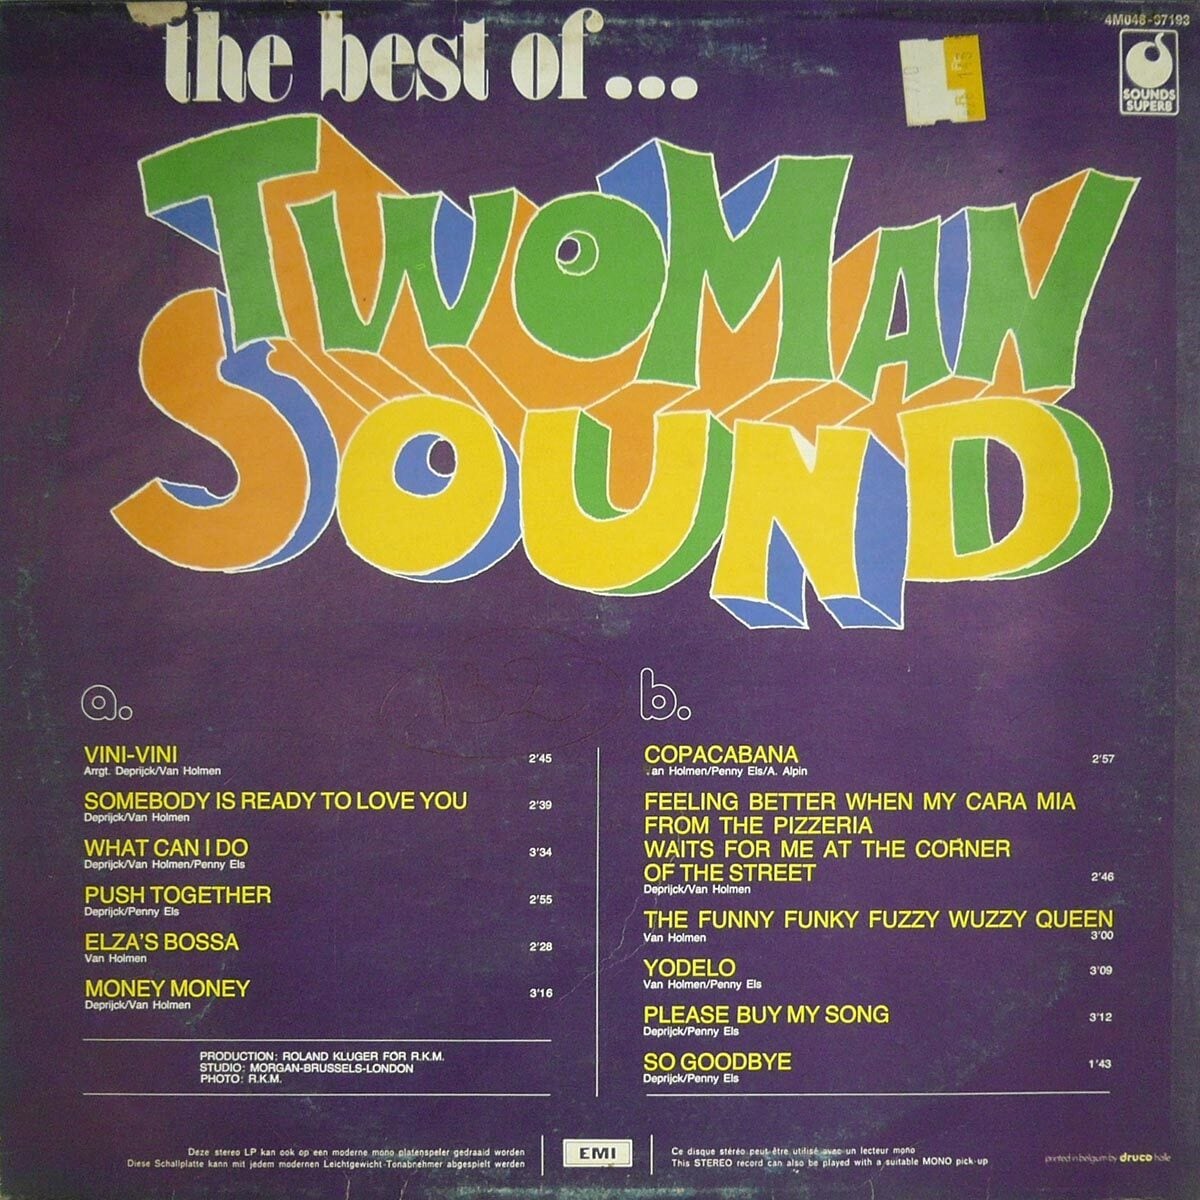 the best of...
4M048-97193
SOUNDS
SUPERB
TWO MAN
SOUND
a.
VINI-VINI 2'45
Arrgt. Deprijck/Van Holmen
SOMEBODY IS READY TO LOVE YOU 2'39
Deprijck/Van Holmen
WHAT CAN I DO 3'34
Deprijck/Van Holmen/Penny Els
PUSH TOGETHER 2'55
Deprijck/Penny Els
ELZA'S BOSSA 2'28
Van Holmen
MONEY MONEY 3'16
Deprijck/Van Holmen
PRODUCTION: ROLAND KLUGER FOR R.K.M.
STUDIO: MORGAN-BRUSSELS-LONDON
PHOTO: R.K.M.
b.
COPACABANA 2'57
an Holmen/Penny Els/A. Alpin
FEELING BETTER WHEN MY CARA MIA
FROM THE PIZZERIA
WAITS FOR ME AT THE CORNER
OF THE STREET 2'46
Deprijck/Van Holmen
THE FUNNY FUNKY FUZZY WUZZY QUEEN
Van Holmen 3'00
YODELO 3'09
Van Holmen/Penny Els
PLEASE BUY MY SONG 3'12
Deprijck/Penny Els
SO GOODBYE 1'43
Deprijck/Penny Els
Deze stereo LP kan ook op een moderne mono platenspeler gedraaid worden
Diese Schallplatte kann mit jedem modernen Leichtgewicht-Tonabnehmer abgespielt werden
EMI
Ce disque stéréo peut être utilisé avec un lecteur mono
This STEREO record can also be played with a suitable MONO pick-up
printed in belgium by druco halle